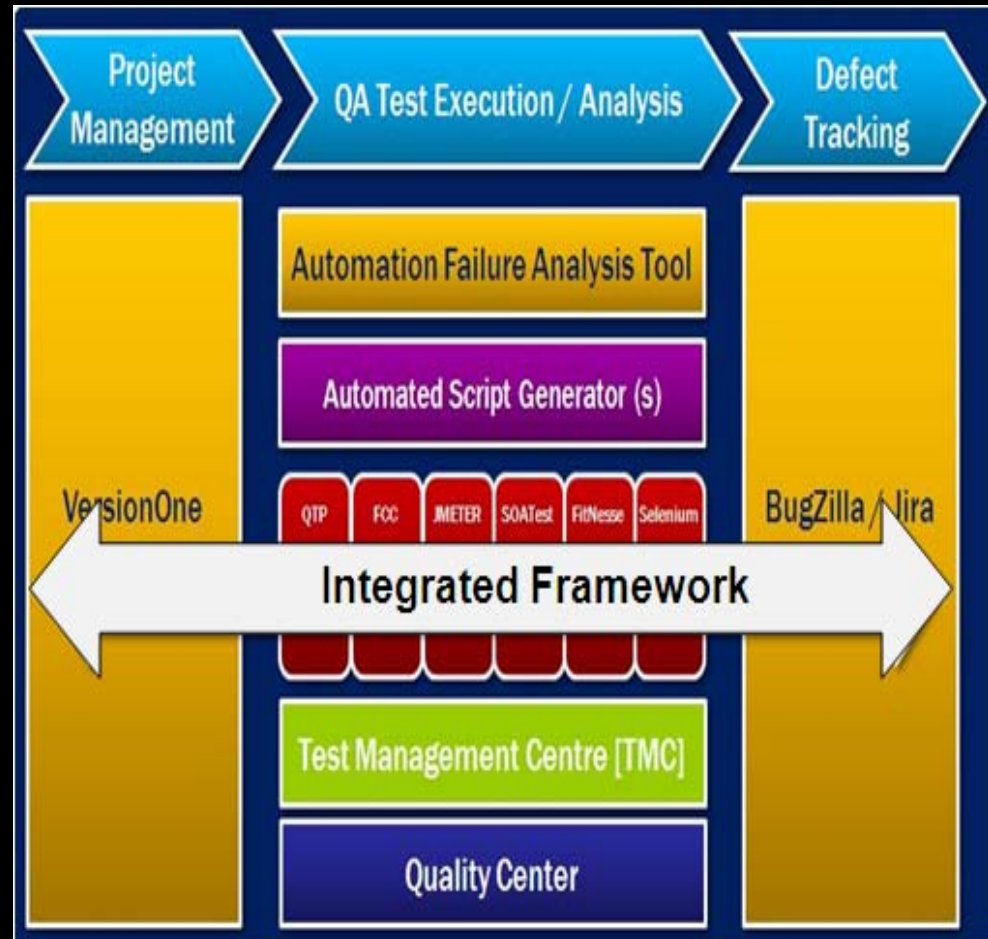 Project
Management
QA Test Execution / Analysis
Defect
Tracking
Automation Failure Analysis Tool
Automated Script Generator (s)
VersionOne
QTP
FCC
JMETER
SOATest
FitNesse
Selenium
BugZilla / Jira
Integrated Framework
Test Management Centre [TMC]
Quality Center